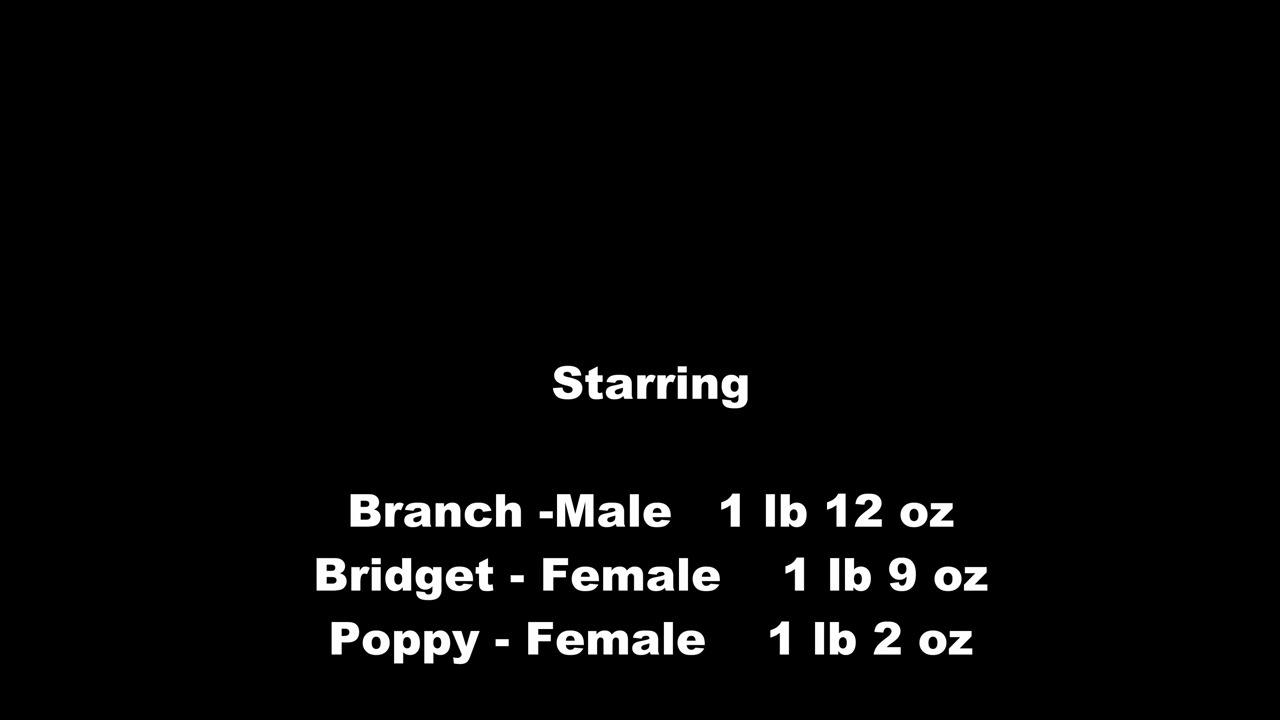 Starring
Branch -Male 1 lb 12 oz
Bridget - Female 1 lb 9 oz
Poppy - Female 1 lb 2 oz